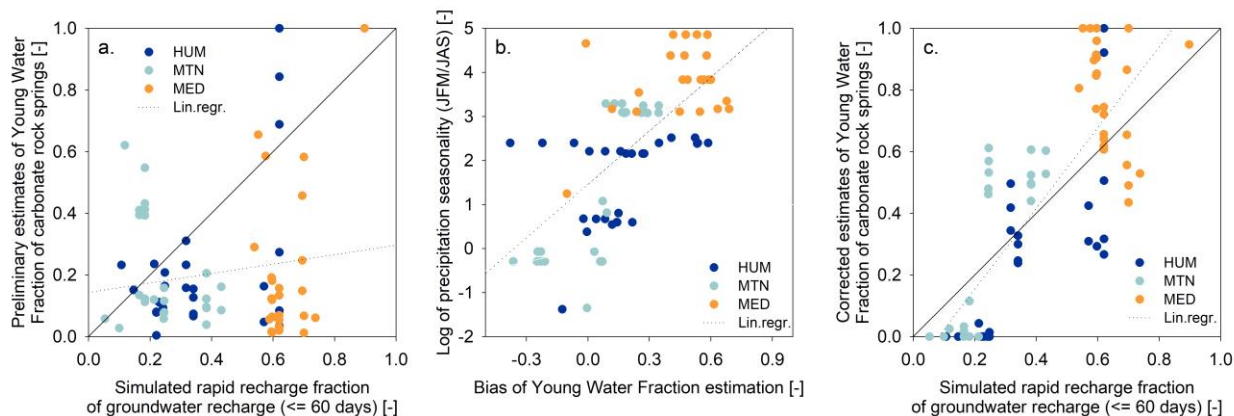 a.
HUM
MTN
MED
Lin.regr.
Preliminary estimates of Young Water
Fraction of carbonate rock springs [-]
1.0
0.8
0.6
0.4
0.2
0.0
0.0 0.2 0.4 0.6 0.8 1.0
Simulated rapid recharge fraction
of groundwater recharge (<= 60 days) [-]
b.
Log of precipitation seasonality (JFM/JAS) [-]
5
4
3
2
-1
0
-1
-2
HUM
MTN
MED
Lin.regr.
-0.3 0.0 0.3 0.6 0.9
Bias of Young Water Fraction estimation [-]
c.
Corrected estimates of Young Water
Fraction of carbonate rock springs [-]
1.0
0.8
0.6
0.4
0.2
0.0
HUM
MTN
MED
Lin.regr.
0.0 0.2 0.4 0.6 0.8 1.0
Simulated rapid recharge fraction
of groundwater recharge (<= 60 days) [-]